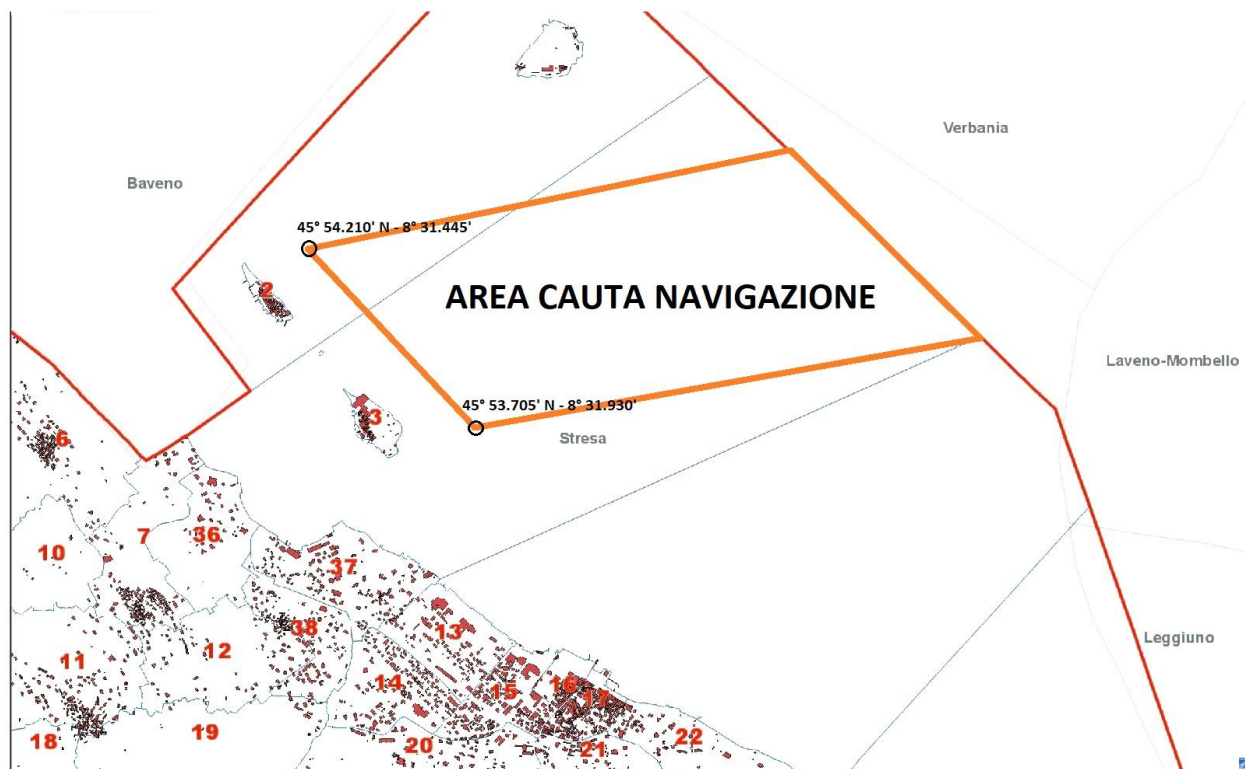 Verbania
Baveno
45° 54.210' N - 8° 31.445'
2
AREA CAUTA NAVIGAZIONE
Laveno-Mombello
45° 53.705' N - 8° 31.930'
3
Stresa
6
7
36
10
37
38
13
Leggiuno
12
11
14
15
16
17
19
18
20
21
22